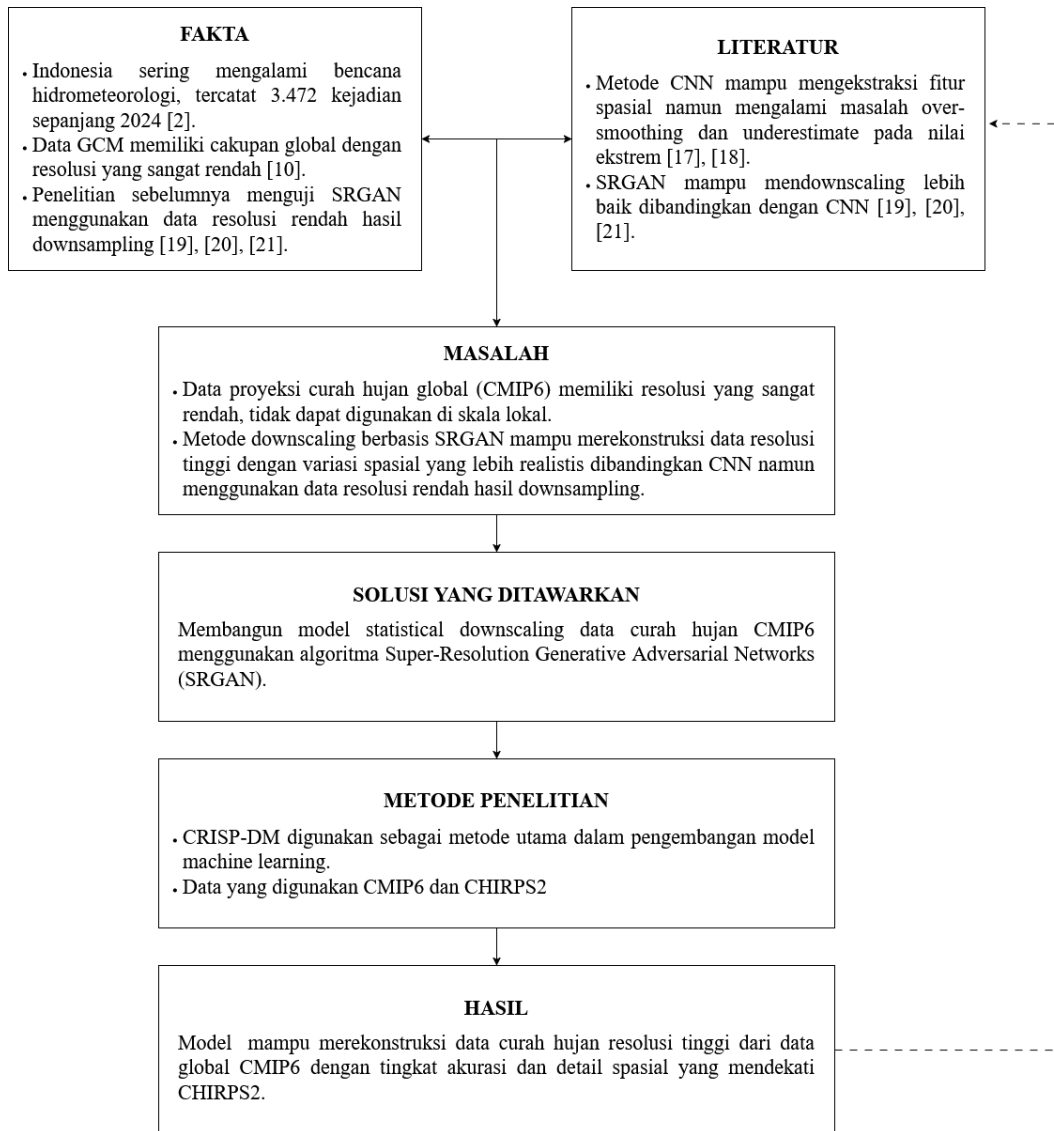 FAKTA
• Indonesia sering mengalami bencana
hidrometeorologi, tercatat 3.472 kejadian
sepanjang 2024 [2].
• Data GCM memiliki cakupan global dengan
resolusi yang sangat rendah [10].
• Penelitian sebelumnya menguji SRGAN
menggunakan data resolusi rendah hasil
downsampling [19], [20], [21].
LITERATUR
• Metode CNN mampu mengekstraksi fitur
spasial namun mengalami masalah over-
smoothing dan underestimate pada nilai
ekstrem [17], [18].
• SRGAN mampu mendownscaling lebih
baik dibandingkan dengan CNN [19], [20],
[21].
MASALAH
• Data proyeksi curah hujan global (CMIP6) memiliki resolusi yang sangat
rendah, tidak dapat digunakan di skala lokal.
• Metode downscaling berbasis SRGAN mampu merekonstruksi data resolusi
tinggi dengan variasi spasial yang lebih realistis dibandingkan CNN namun
menggunakan data resolusi rendah hasil downsampling.
SOLUSI YANG DITAWARKAN
Membangun model statistical downscaling data curah hujan CMIP6
menggunakan algoritma Super-Resolution Generative Adversarial Networks
(SRGAN).
METODE PENELITIAN
• CRISP-DM digunakan sebagai metode utama dalam pengembangan model
machine learning.
• Data yang digunakan CMIP6 dan CHIRPS2
HASIL
Model mampu merekonstruksi data curah hujan resolusi tinggi dari data
global CMIP6 dengan tingkat akurasi dan detail spasial yang mendekati
CHIRPS2.